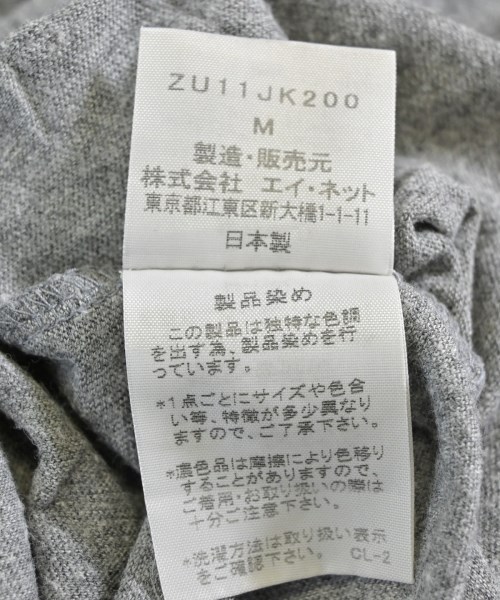 ZU11JK200
M
製造・販売元
株式会社 エイ・ネット
東京都江東区新大橋1-1-11
日本製
製品染め
この製品は独特な色調
を出す為、製品染めを行
っています。
*1点ごとにサイズや色合
い等、特徴が多少異なり
ますので、ご了承下さい。
*濃色品は摩擦により色移り
することがありますので、
ご着用・お取り扱いの際は
十分ご注意下さい。
*洗濯方法は取り扱い表示
をご確認下さい。 CL-2